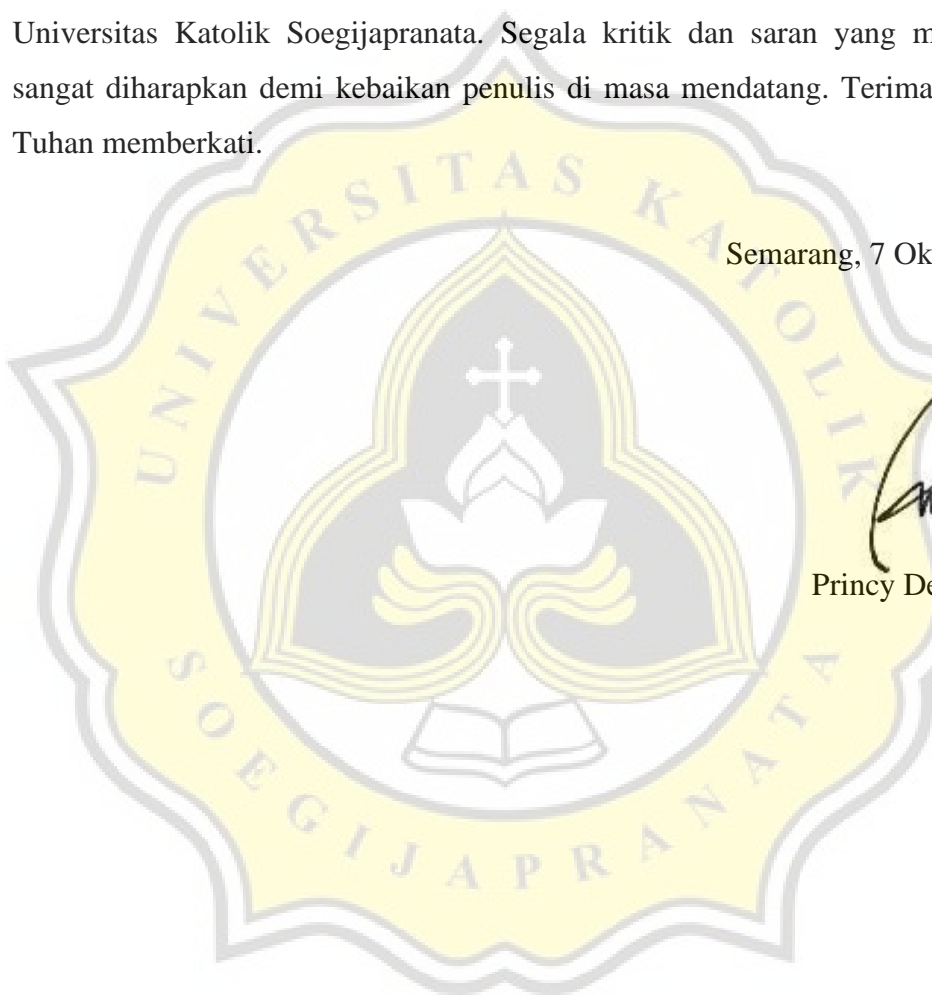 Universitas Katolik Soegijapranata. Segala kritik dan saran yang
sangat diharapkan demi kebaikan penulis di masa mendatang. Terima
Tuhan memberkati.
Semarang, 7 Ok
Princy De
UNIVERSITAS KATOLIK
SOEGIJAPRANATA